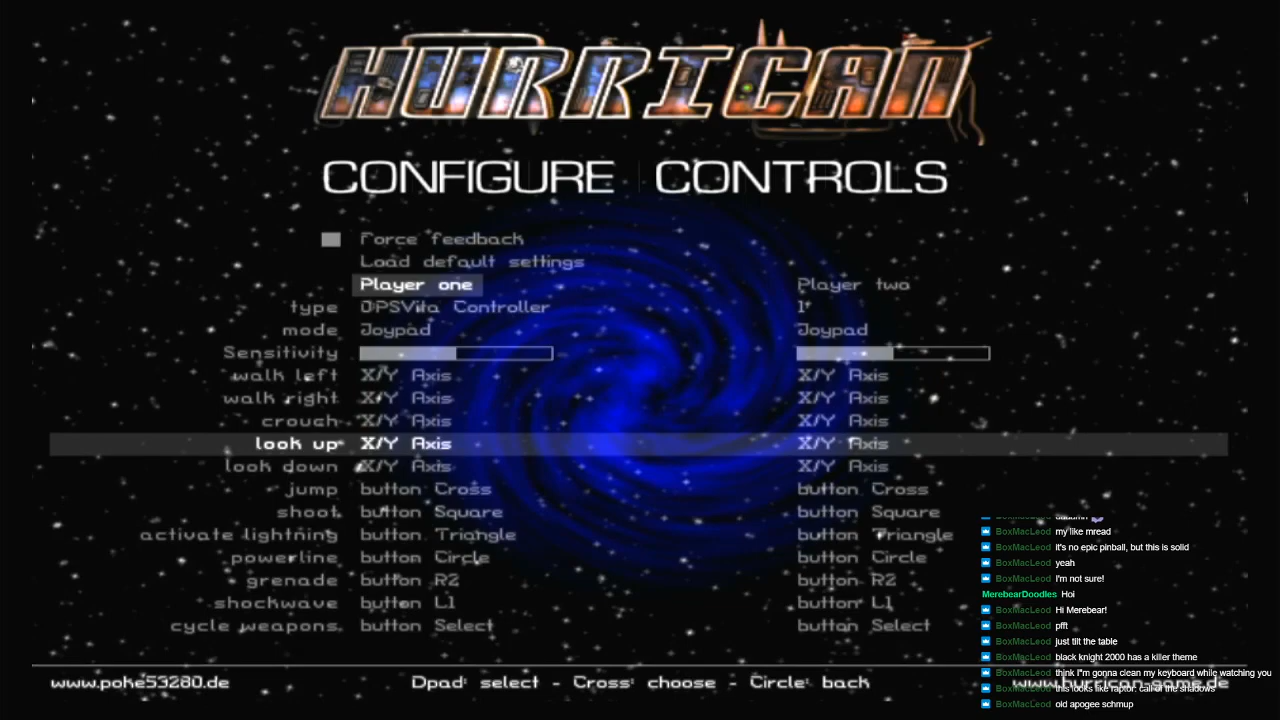 HURRICAN
CONFIGURE CONTROLS
Force feedback
Load default settings
Player one Player two
type 0PSVita Controller 1*
mode Joypad Joypad
Sensitivity
walk left X/Y Axis X/Y Axis
walk right X/Y Axis X/Y Axis
crouch X/Y Axis X/Y Axis
look up X/Y Axis X/Y Axis
look down X/Y Axis X/Y Axis
jump button Cross button Cross
shoot button Square button Square
activate lightning button Triangle button Triangle
powerline button Circle button Circle
grenade button R2 button R2
shockwave button L1 button L1
cycle weapons button Select button Select
www.poke53280.de Dpad: select - Cross: choose - Circle: back www.hurrican-game.de
BoxMacLeod my like mread
BoxMacLeod it's no epic pinball, but this is solid
BoxMacLeod yeah
BoxMacLeod I'm not sure!
MerebearDoodles Hoi
BoxMacLeod Hi Merebear!
BoxMacLeod pfft
BoxMacLeod just tilt the table
BoxMacLeod black knight 2000 has a killer theme
BoxMacLeod think I"m gonna clean my keyboard while watching you
BoxMacLeod this looks like raptor: call of the shadows
BoxMacLeod old apogee schmup